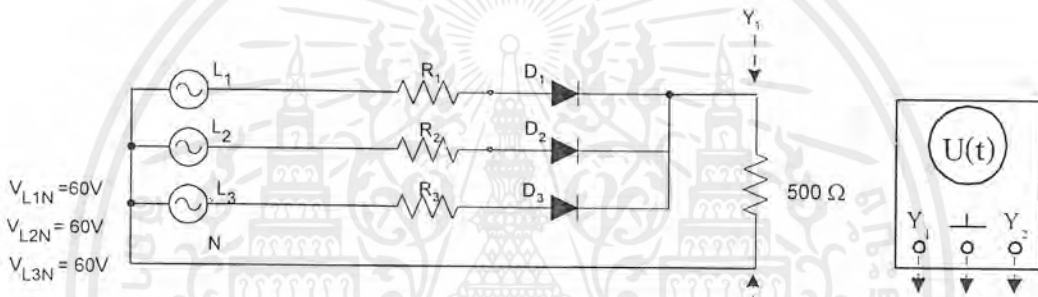 Y₁
L₁ R₁ D₁
L₂ R₂ D₂
L₃ R₃ D₃
V_L1N =60V
V_L2N = 60V
V_L3N = 60V
N
500 Ω
U(t)
Y₁ Y₂